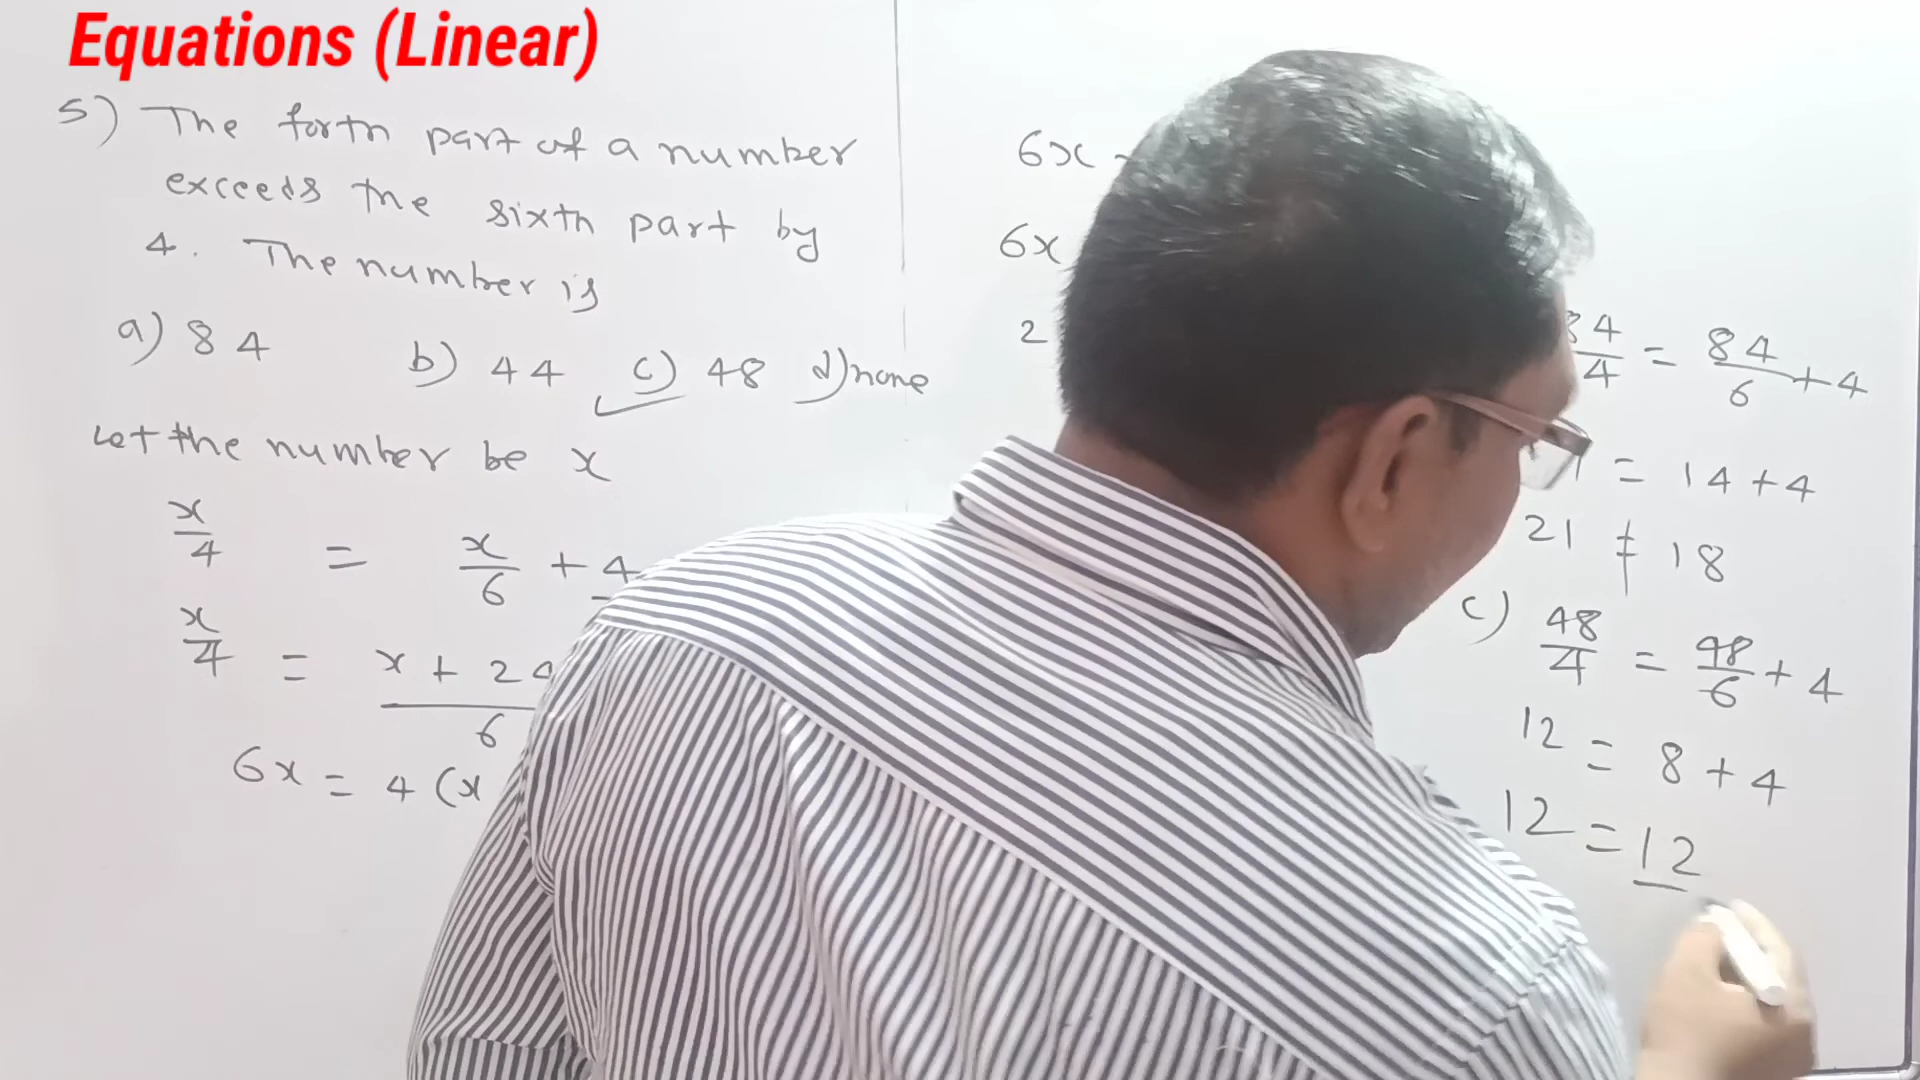 Equations (Linear)
5) The forth part of a number
exceeds the sixth part by
4. The number is
a) 84 b) 44 c) 48 d) none
Let the number be x
x/4 = x/6 + 4
x/4 = x + 24 / 6
6x = 4 (x
6x -
6x
2
84/4 = 84/6 + 4
= 14 + 4
21 ≠ 18
c) 48/4 = 48/6 + 4
12 = 8 + 4
12 = 12